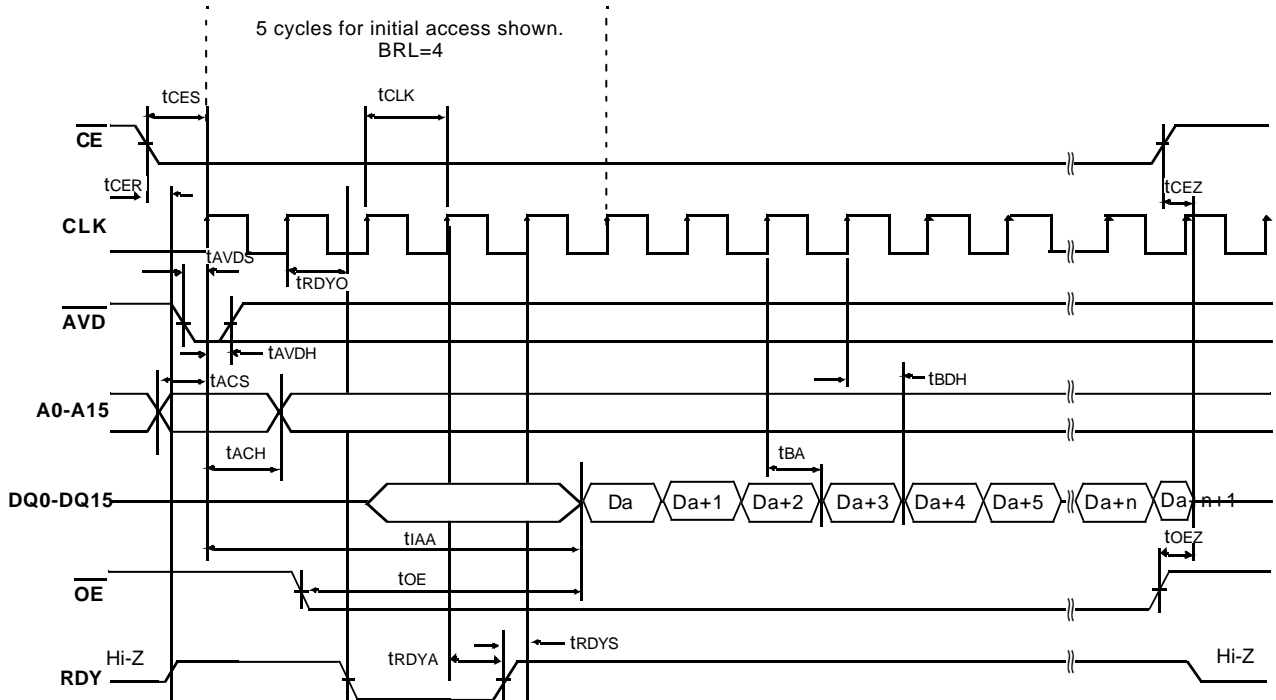 5 cycles for initial access shown.
BRL=4
tCES
tCLK
CE
tCER
tCEZ
CLK
tAVDS
tRDYO
AVD
tAVDH
tACS
tBDH
A0-A15
tACH
tBA
DQ0-DQ15
Da
Da+1
Da+2
Da+3
Da+4
Da+5
Da+n
Da+n+1
tIAA
tOEZ
tOE
OE
tRDYS
Hi-Z
tRDYA
Hi-Z
RDY